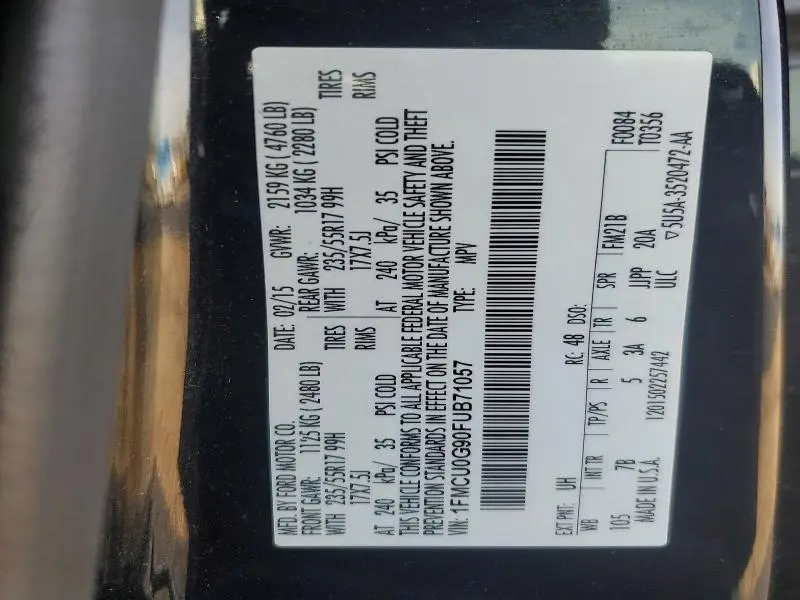 MFD. BY FORD MOTOR CO.
DATE: 02/15 GVWR: 2159 KG ( 4760 LB)
FRONT GAWR: 1125 KG ( 2480 LB) REAR GAWR: 1034 KG ( 2280 LB)
WITH 235/55R17 99H TIRES WITH 235/55R17 99H TIRES
17X7.5J RIMS 17X7.5J RIMS
AT 240 kPa/ 35 PSI COLD AT 240 kPa/ 35 PSI COLD
THIS VEHICLE CONFORMS TO ALL APPLICABLE FEDERAL MOTOR VEHICLE SAFETY AND THEFT
PREVENTION STANDARDS IN EFFECT ON THE DATE OF MANUFACTURE SHOWN ABOVE.
VIN: 1FMCU0G90FUB71057 TYPE: MPV
EXT PNT: UH RC: 48 DSO: F0084
WB INT TR TP/PS R AXLE TR SPR FM21B T0356
105 7B 5 3A 6 JJPP 20A
MADE IN U.S.A. 1201502257442 ULC ▽5U5A-3520472-AA